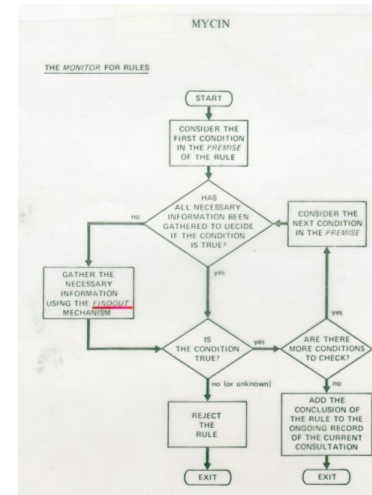 MYCIN
THE MONITOR FOR RULES
START
CONSIDER THE
FIRST CONDITION
IN THE PREMISE
OF THE RULE
HAS
ALL NECESSARY
INFORMATION BEEN
GATHERED TO DECIDE
IF THE CONDITION
IS TRUE?
no
yes
CONSIDER THE
NEXT CONDITION
IN THE PREMISE
GATHER THE
NECESSARY
INFORMATION
USING THE FINDOUT
MECHANISM
IS
THE CONDITION
TRUE?
yes
no (or unknown)
ARE THERE
MORE CONDITIONS
TO CHECK?
yes
no
REJECT
THE
RULE
ADD THE
CONCLUSION OF
THE RULE TO THE
ONGOING RECORD
OF THE CURRENT
CONSULTATION
EXIT
EXIT